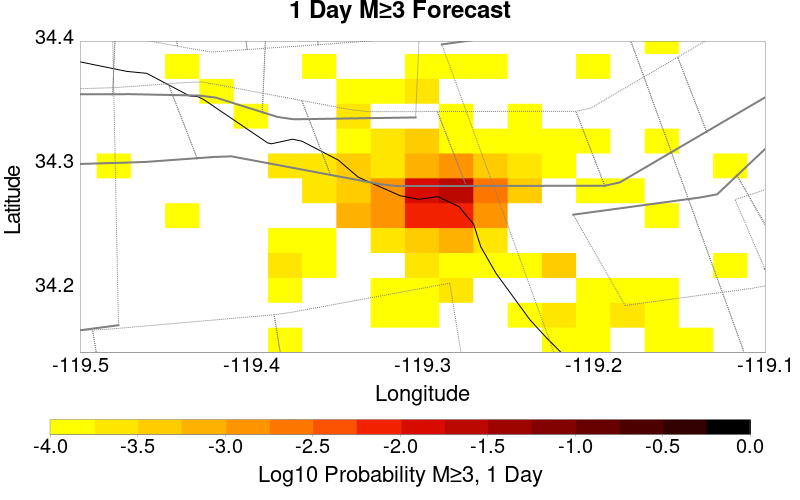 1 Day M≥3 Forecast
34.4
34.3
34.2
Latitude
-119.5 -119.4 -119.3 -119.2 -119.1
Longitude
-4.0 -3.5 -3.0 -2.5 -2.0 -1.5 -1.0 -0.5 0.0
Log10 Probability M≥3, 1 Day